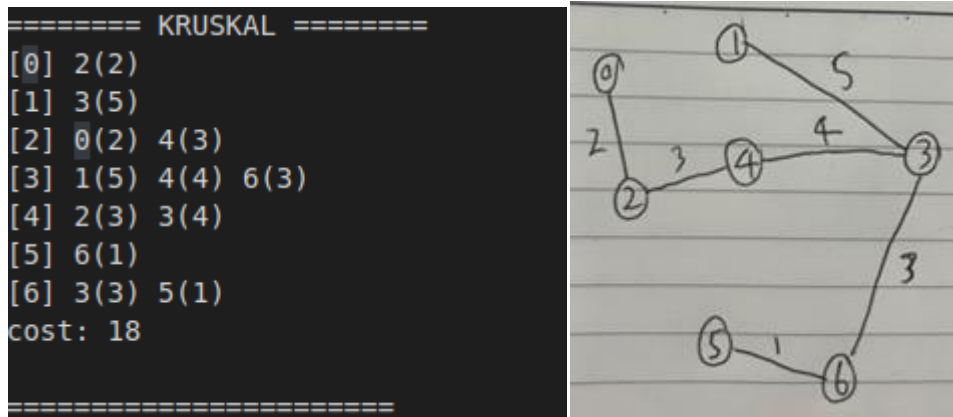 ======== KRUSKAL ========
[0] 2(2)
[1] 3(5)
[2] 0(2) 4(3)
[3] 1(5) 4(4) 6(3)
[4] 2(3) 3(4)
[5] 6(1)
[6] 3(3) 5(1)
cost: 18
=======================
1
0
5
2
3
4
4
3
2
3
5
1
6